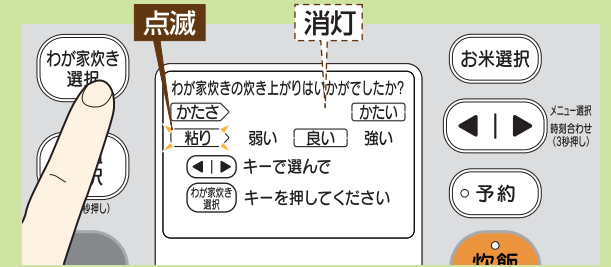 点滅
消灯
わが家炊き
選択
お米選択
わが家炊きの炊き上がりはいかがでしたか?
かたさ かたい
粘り 弱い 良い 強い
◀|▶ キーで選んで
わが家炊き
選択
キーを押してください
◀|▶
メニュー選択
時刻合わせ
(3秒押し)
択
秒押し)
予約
炊飯